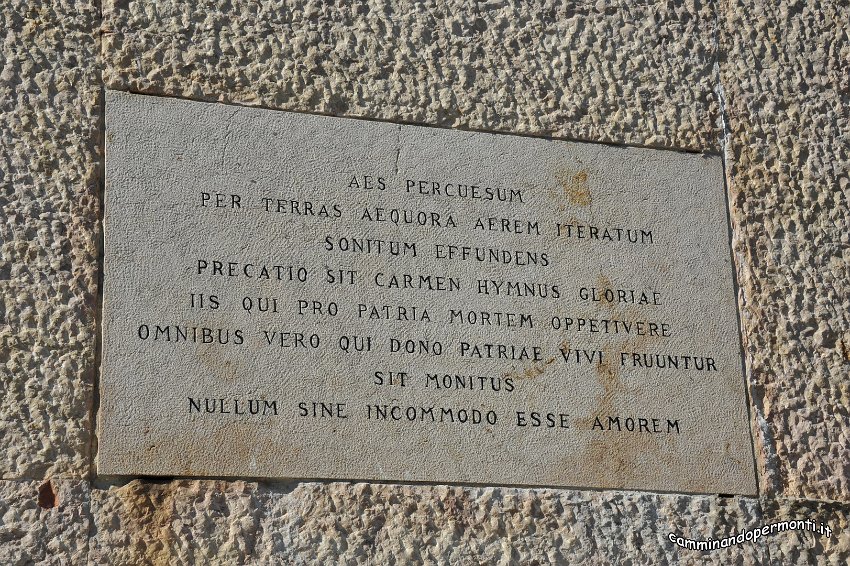 AES PERCUESUM
PER TERRAS AEQUORA AEREM ITERATUM
SONITUM EFFUNDENS
PRECATIO SIT CARMEN HYMNUS GLORIAE
IIS QUI PRO PATRIA MORTEM OPPETIVERE
OMNIBUS VERO QUI DONO PATRIAE VIVI FRUUNTUR
SIT MONITUS
NULLUM SINE INCOMMODO ESSE AMOREM
camminandopermonti.it